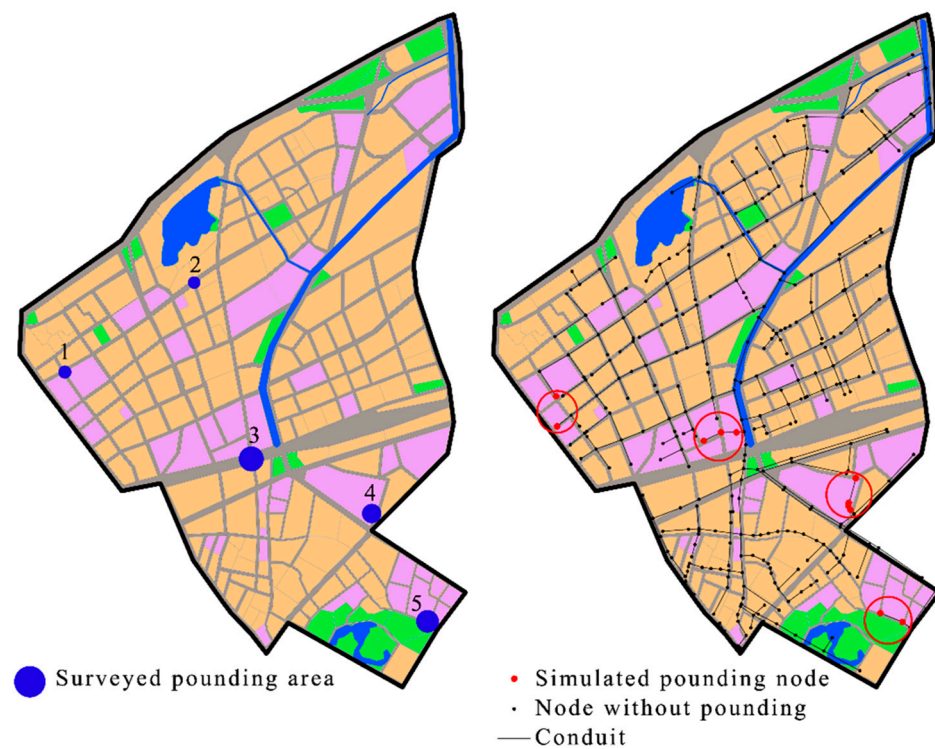 2
1
3
4
5
Surveyed pounding area
Simulated pounding node
Node without pounding
Conduit